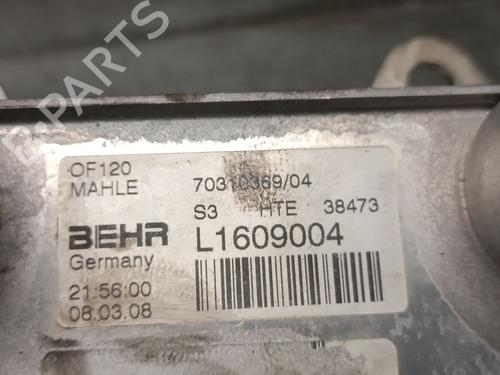 B-PARTS
OF120
MAHLE 70310369/04
S3 HTE 38473
BEHR L1609004
Germany
21:56:00
08.03.08